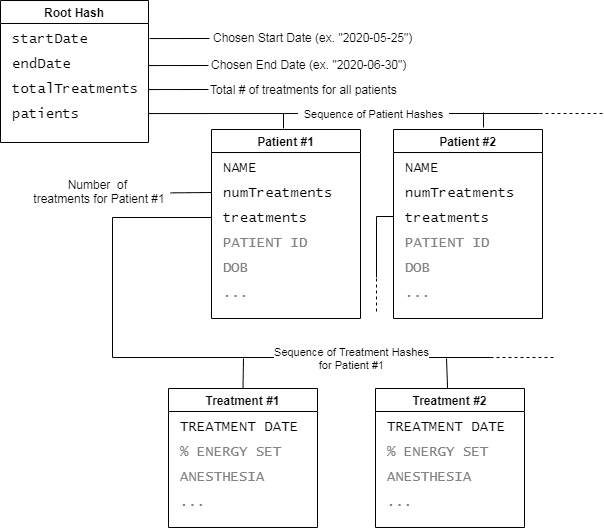 Root Hash
startDate
Chosen Start Date (ex. "2020-05-25")
endDate
Chosen End Date (ex. "2020-06-30")
totalTreatments
Total # of treatments for all patients
patients
Sequence of Patient Hashes
Patient #1
NAME
numTreatments
treatments
PATIENT ID
DOB
...
Patient #2
NAME
numTreatments
treatments
PATIENT ID
DOB
...
Number of
treatments for Patient #1
Sequence of Treatment Hashes
for Patient #1
Treatment #1
TREATMENT DATE
% ENERGY SET
ANESTHESIA
...
Treatment #2
TREATMENT DATE
% ENERGY SET
ANESTHESIA
...